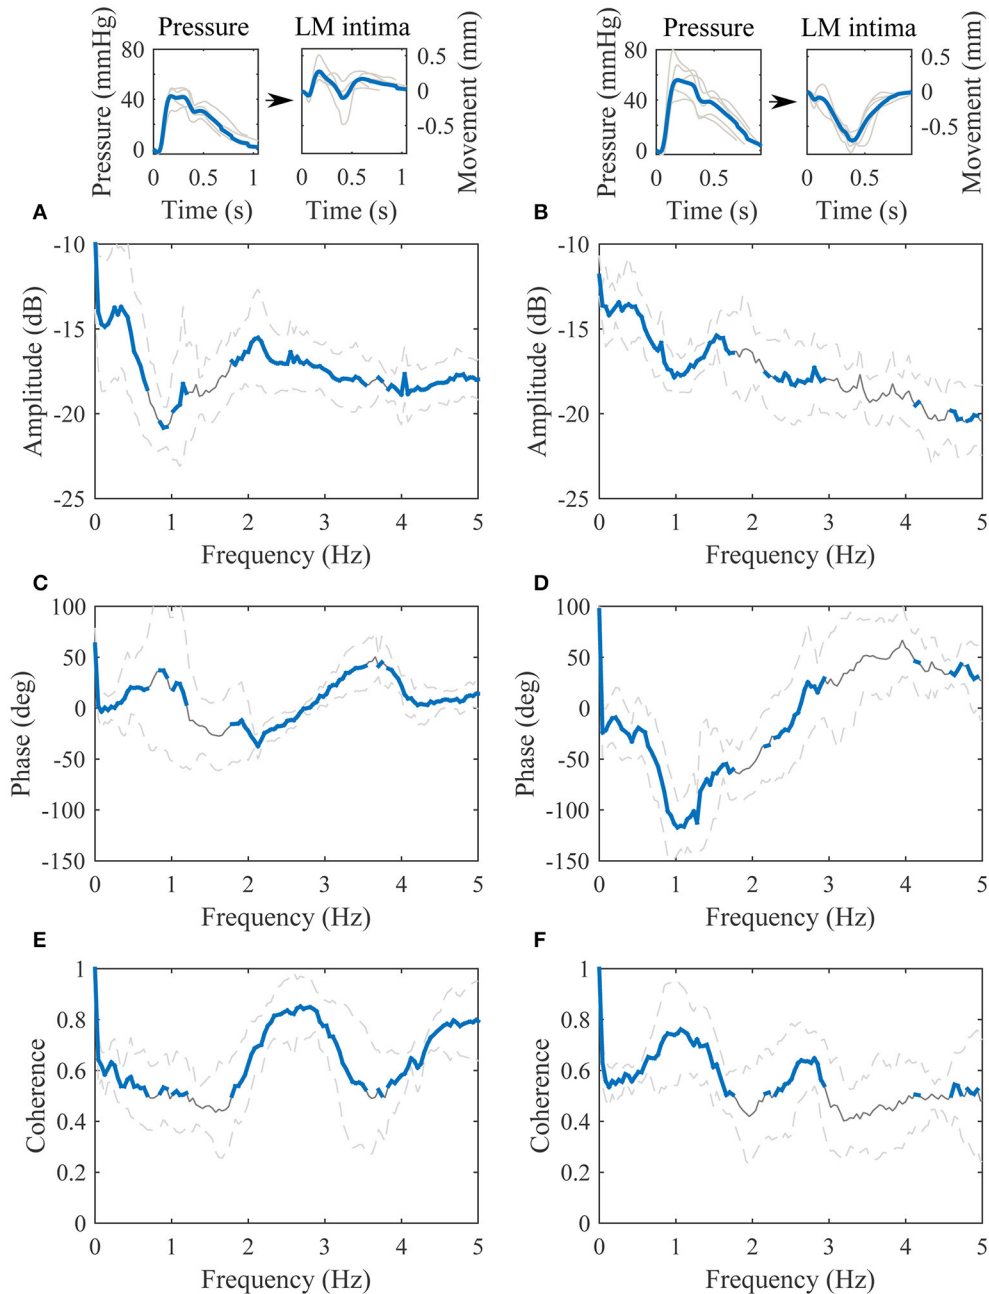 Pressure LM intima
Pressure (mmHg)
80
40
0
0 0.5 1
Time (s)
0 0.5 1
Time (s)
0.5
0
-0.5
Movement (mm)
Pressure LM intima
Pressure (mmHg)
80
40
0
0 0.5
Time (s)
0 0.5
Time (s)
0.5
0
-0.5
Movement (mm)
A
Amplitude (dB)
-10
-15
-20
-25
0 1 2 3 4 5
Frequency (Hz)
B
Amplitude (dB)
-10
-15
-20
-25
0 1 2 3 4 5
Frequency (Hz)
C
Phase (deg)
100
50
0
-50
-100
-150
0 1 2 3 4 5
Frequency (Hz)
D
Phase (deg)
100
50
0
-50
-100
-150
0 1 2 3 4 5
Frequency (Hz)
E
Coherence
1
0.8
0.6
0.4
0.2
0
0 1 2 3 4 5
Frequency (Hz)
F
Coherence
1
0.8
0.6
0.4
0.2
0
0 1 2 3 4 5
Frequency (Hz)